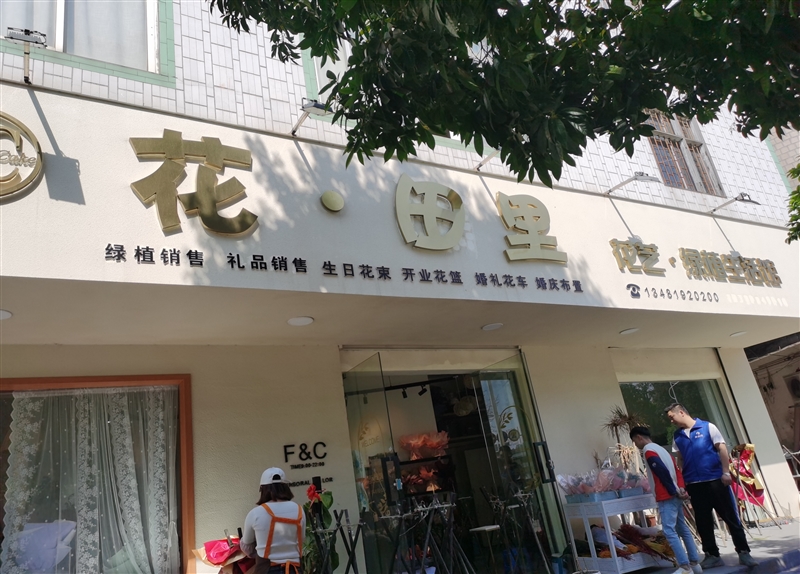 Cake
花·田里
绿植销售 礼品销售 生日花束 开业花篮 婚礼花车 婚庆布置
花艺·绿植生活馆
☎13481920200
F&C